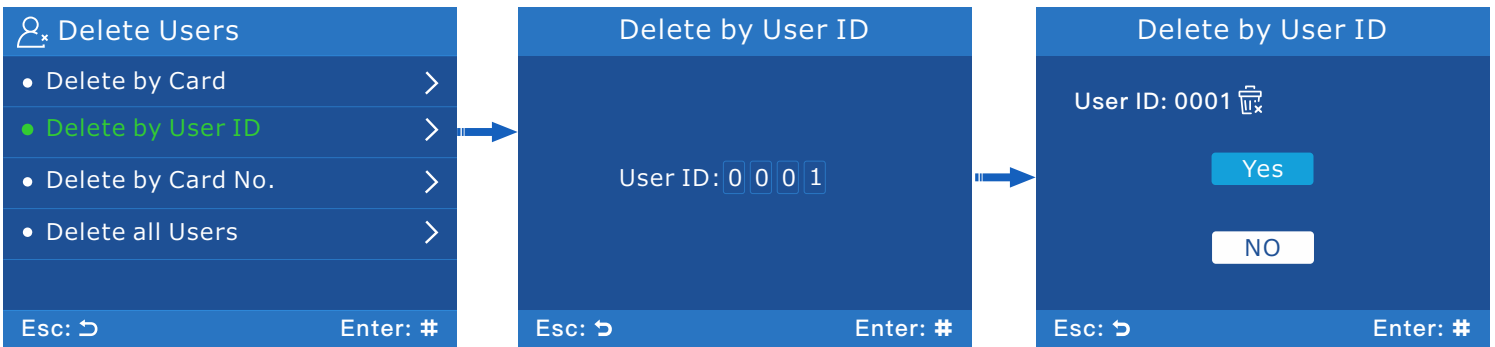 Delete Users
Delete by Card
Delete by User ID
Delete by Card No.
Delete all Users
Esc: Enter: #
Delete by User ID
User ID: 0 0 0 1
Esc: Enter: #
Delete by User ID
User ID: 0001
Yes
NO
Esc: Enter: #